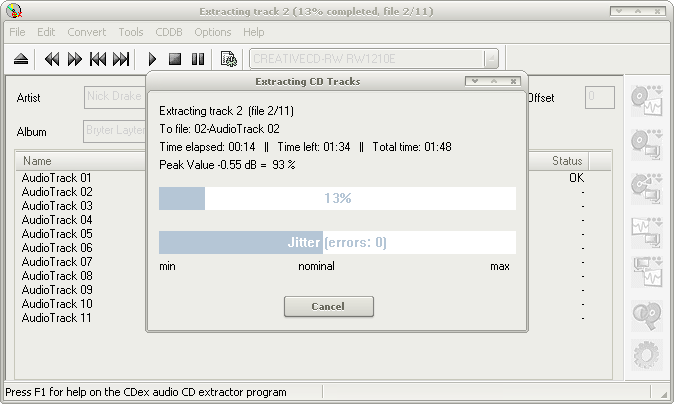 Extracting track 2 (13% completed, file 2/11)
File Edit Convert Tools CDDB Options Help
CREATIVECD-RW RW1210E
Artist Nick Drake Offset 0
Album Bryter Layter
Extracting CD Tracks
Extracting track 2 (file 2/11)
To file: 02-AudioTrack 02
Time elapsed: 00:14 || Time left: 01:34 || Total time: 01:48
Peak Value -0.55 dB = 93 %
13%
Jitter (errors: 0)
min nominal max
Cancel
Name Status
AudioTrack 01 OK
AudioTrack 02 -
AudioTrack 03 -
AudioTrack 04 -
AudioTrack 05 -
AudioTrack 06 -
AudioTrack 07 -
AudioTrack 08 -
AudioTrack 09 -
AudioTrack 10 -
AudioTrack 11 -
Press F1 for help on the CDex audio CD extractor program